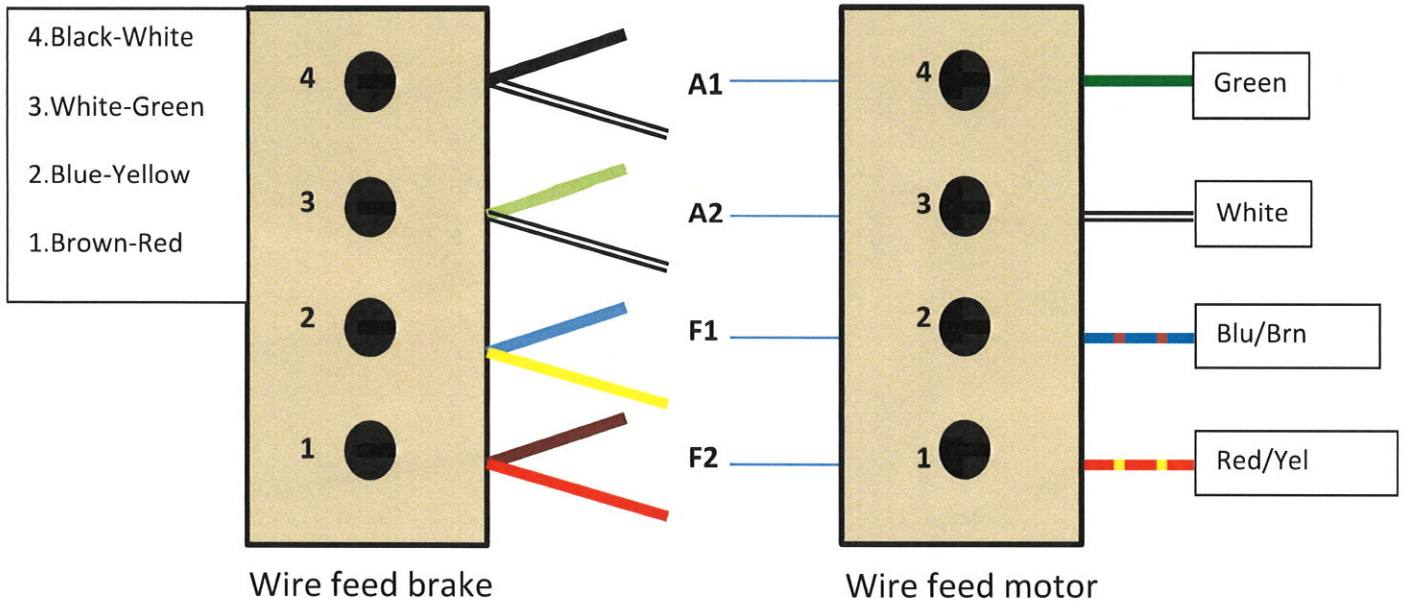 4.Black-White
3.White-Green
2.Blue-Yellow
1.Brown-Red
4
3
2
1
Wire feed brake
A1
A2
F1
F2
4
3
2
1
Green
White
Blu/Brn
Red/Yel
Wire feed motor